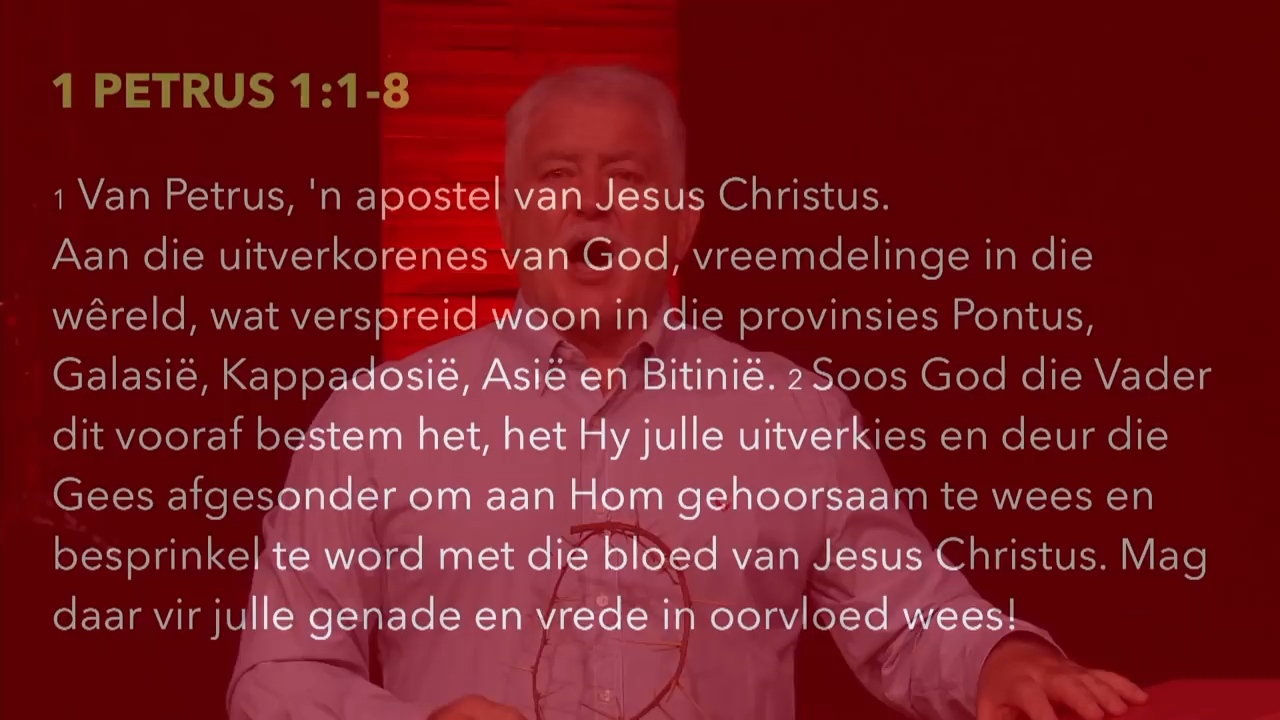 1 PETRUS 1:1-8
1 Van Petrus, 'n apostel van Jesus Christus.
Aan die uitverkorenes van God, vreemdelinge in die
wêreld, wat verspreid woon in die provinsies Pontus,
Galasië, Kappadosië, Asië en Bitinië. 2 Soos God die Vader
dit vooraf bestem het, het Hy julle uitverkies en deur die
Gees afgesonder om aan Hom gehoorsaam te wees en
besprinkel te word met die bloed van Jesus Christus. Mag
daar vir julle genade en vrede in oorvloed wees!